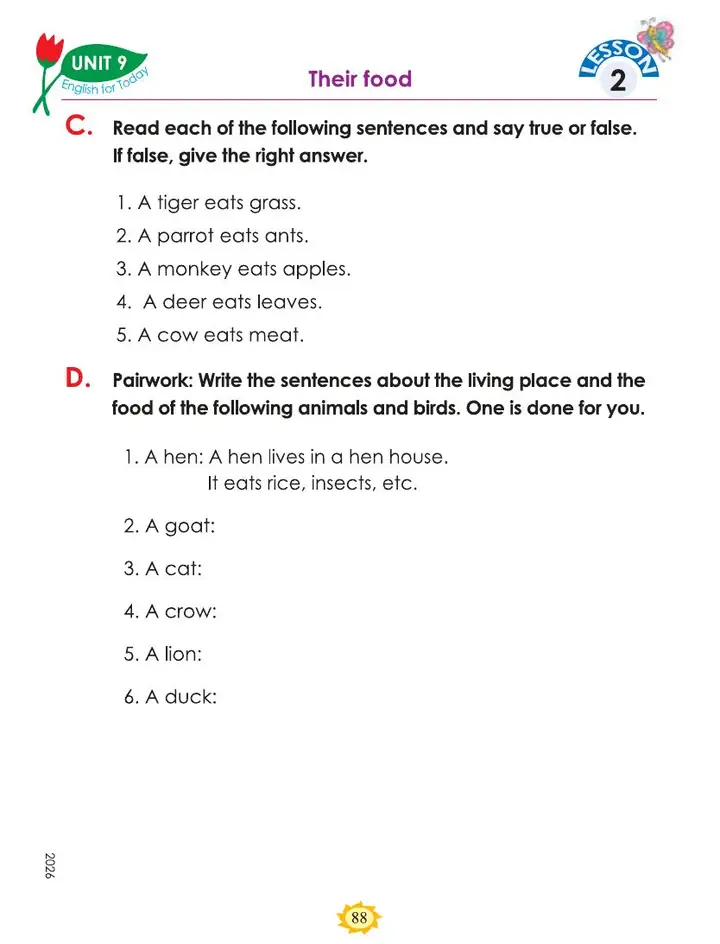 UNIT 9
English for Today
Their food
LESSON
2
C. Read each of the following sentences and say true or false.
If false, give the right answer.
1. A tiger eats grass.
2. A parrot eats ants.
3. A monkey eats apples.
4. A deer eats leaves.
5. A cow eats meat.
D. Pairwork: Write the sentences about the living place and the
food of the following animals and birds. One is done for you.
1. A hen: A hen lives in a hen house.
It eats rice, insects, etc.
2. A goat:
3. A cat:
4. A crow:
5. A lion:
6. A duck:
2026
88